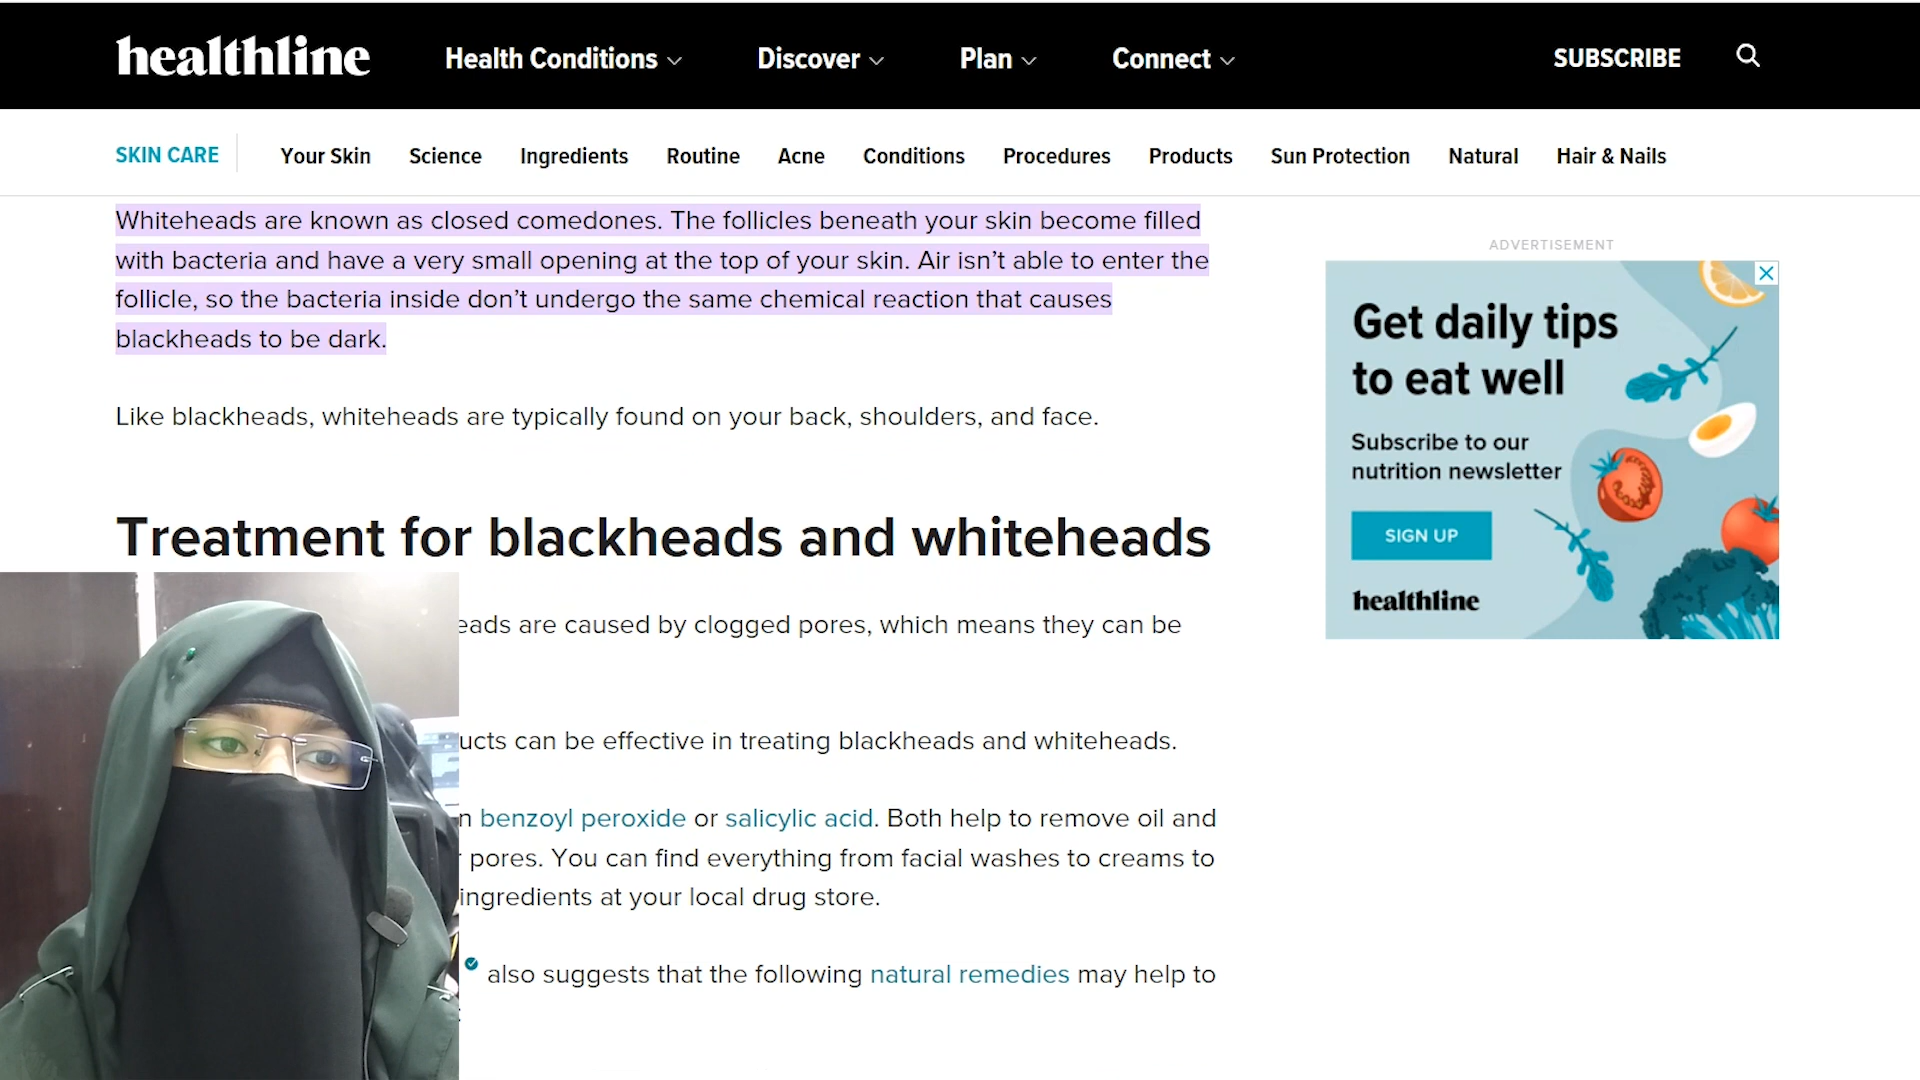 healthline Health Conditions Discover Plan Connect SUBSCRIBE
SKIN CARE Your Skin Science Ingredients Routine Acne Conditions Procedures Products Sun Protection Natural Hair & Nails
Whiteheads are known as closed comedones. The follicles beneath your skin become filled
with bacteria and have a very small opening at the top of your skin. Air isn’t able to enter the
follicle, so the bacteria inside don’t undergo the same chemical reaction that causes
blackheads to be dark.
Like blackheads, whiteheads are typically found on your back, shoulders, and face.
Treatment for blackheads and whiteheads
eads are caused by clogged pores, which means they can be
ucts can be effective in treating blackheads and whiteheads.
n benzoyl peroxide or salicylic acid. Both help to remove oil and
pores. You can find everything from facial washes to creams to
ingredients at your local drug store.
also suggests that the following natural remedies may help to
ADVERTISEMENT
Get daily tips
to eat well
Subscribe to our
nutrition newsletter
SIGN UP
healthline